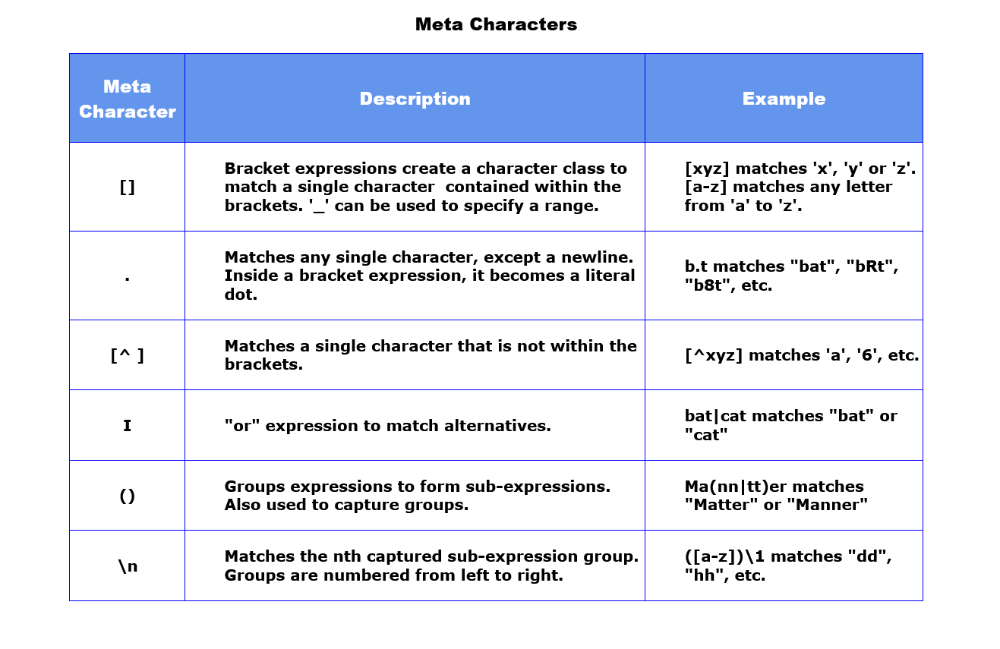 Meta Characters
Meta
Character
Description
Example
[]
Bracket expressions create a character class to
match a single character  contained within the
brackets. '_' can be used to specify a range.
[xyz] matches 'x', 'y' or 'z'.
[a-z] matches any letter
from 'a' to 'z'.
.
Matches any single character, except a newline.
Inside a bracket expression, it becomes a literal
dot.
b.t matches "bat", "bRt",
"b8t", etc.
[^ ]
Matches a single character that is not within the
brackets.
[^xyz] matches 'a', '6', etc.
I
"or" expression to match alternatives.
bat|cat matches "bat" or
"cat"
()
Groups expressions to form sub-expressions.
Also used to capture groups.
Ma(nn|tt)er matches
"Matter" or "Manner"
\n
Matches the nth captured sub-expression group.
Groups are numbered from left to right.
([a-z])\1 matches "dd",
"hh", etc.